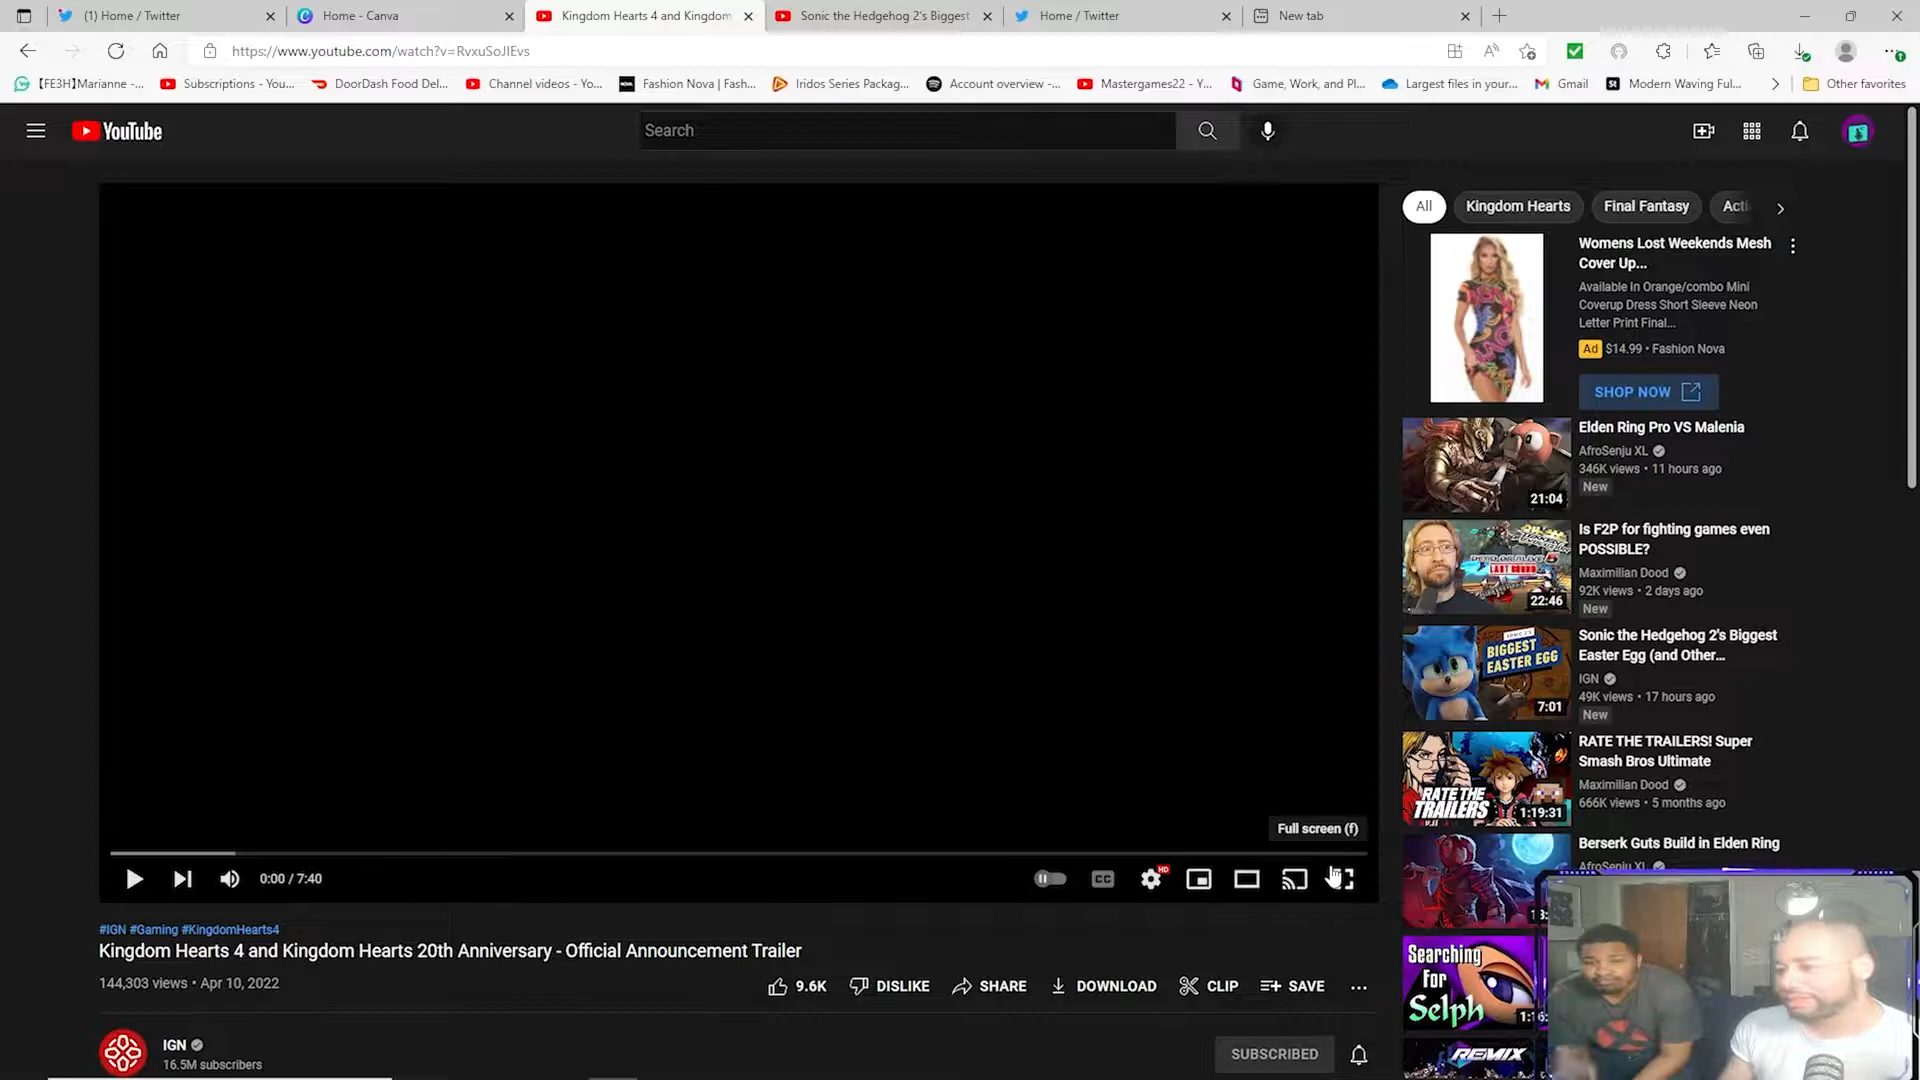 (1) Home / Twitter
Home - Canva
Kingdom Hearts 4 and Kingdom
Sonic the Hedgehog 2's Biggest
Home / Twitter
New tab
https://www.youtube.com/watch?v=RvxuSoJlEvs
【FE3H】Marianne -...
Subscriptions - You...
DoorDash Food Del...
Channel videos - Yo...
Fashion Nova | Fash...
Iridos Series Packag...
Account overview -...
Mastergames22 - Y...
Game, Work, and Pl...
Largest files in your...
Gmail
Modern Waving Ful...
Other favorites
YouTube
Search
All
Kingdom Hearts
Final Fantasy
Acti
Womens Lost Weekends Mesh
Cover Up...
Available In Orange/combo Mini
Coverup Dress Short Sleeve Neon
Letter Print Final...
Ad $14.99 • Fashion Nova
SHOP NOW
Elden Ring Pro VS Malenia
AfroSenju XL
346K views • 11 hours ago
New
21:04
Is F2P for fighting games even
POSSIBLE?
Maximilian Dood
92K views • 2 days ago
New
LAST ROUND
22:46
Sonic the Hedgehog 2's Biggest
Easter Egg (and Other...
IGN
49K views • 17 hours ago
New
SONIC 2'S
BIGGEST
EASTER EGG
7:01
RATE THE TRAILERS! Super
Smash Bros Ultimate
Maximilian Dood
666K views • 5 months ago
RATE THE
TRAILERS
1:19:31
Berserk Guts Build in Elden Ring
AfroSenju XL
Searching
for
Selph
REMIX
Full screen (f)
0:00 / 7:40
CC
HD
#IGN #Gaming #KingdomHearts4
Kingdom Hearts 4 and Kingdom Hearts 20th Anniversary - Official Announcement Trailer
144,303 views • Apr 10, 2022
9.6K
DISLIKE
SHARE
DOWNLOAD
CLIP
SAVE
IGN
16.5M subscribers
SUBSCRIBED